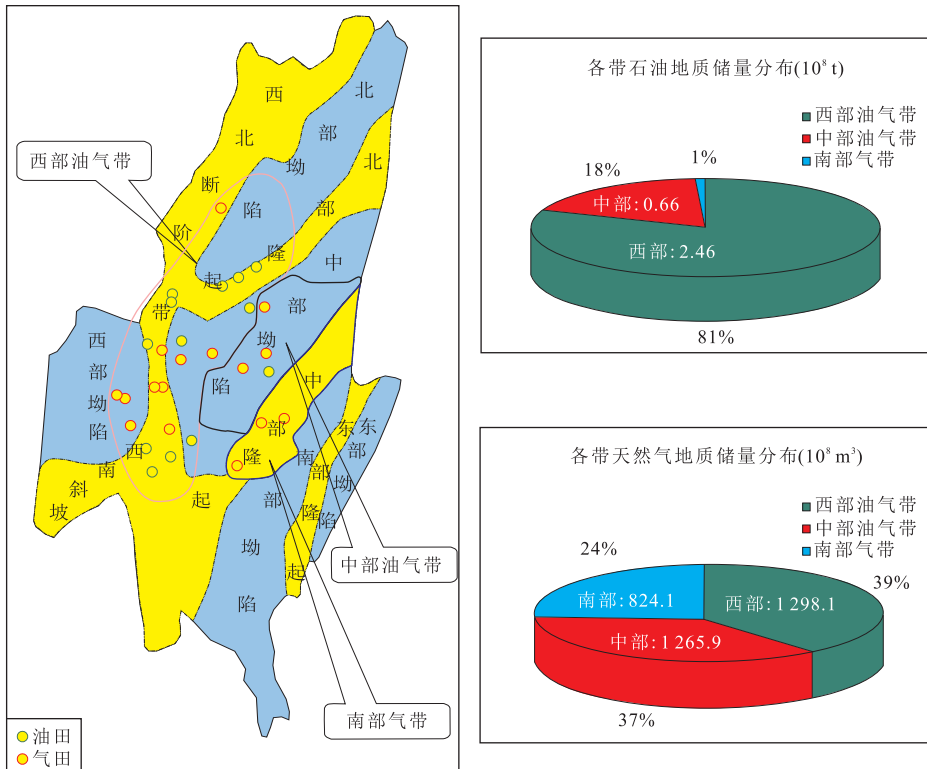 西部油气带
西北断阶带
北部坳陷
北部隆起
中部坳陷
西部坳陷
西南斜坡
西起
中部隆
南部坳陷
东部隆起
东部坳陷
中部油气带
南部气带
油田
气田
各带石油地质储量分布(10⁸ t)
西部油气带
中部油气带
南部气带
1%
18%
中部:0.66
西部:2.46
81%
各带天然气地质储量分布(10⁸ m³)
西部油气带
中部油气带
南部气带
24%
39%
南部:824.1
西部:1 298.1
中部:1 265.9
37%